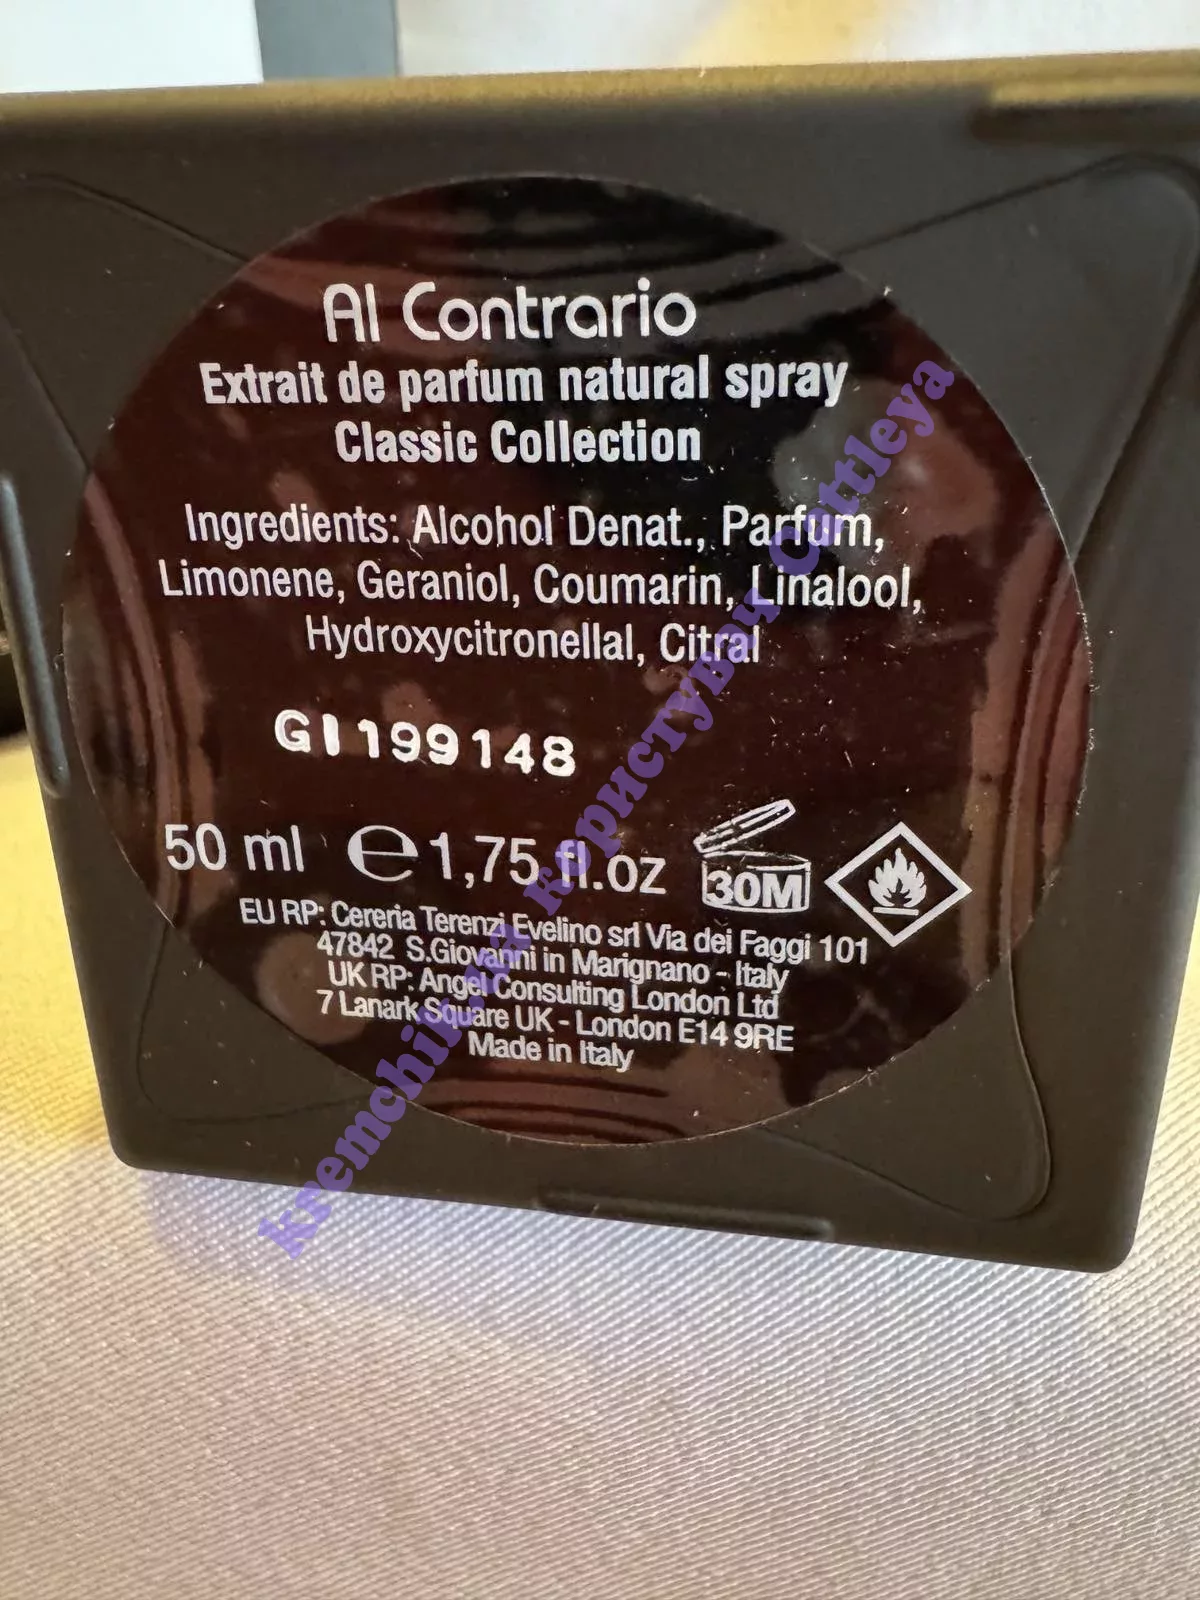 Al Contrario
Extrait de parfum natural spray
Classic Collection
Ingredients: Alcohol Denat., Parfum,
Limonene, Geraniol, Coumarin, Linalool,
Hydroxycitronellal, Citral
GI199148
50 ml e 1,75 fl.oz
30M
EU RP: Cereria Terenzi Evelino srl Via dei Faggi 101
47842 S.Giovanni in Marignano - Italy
UK RP: Angel Consulting London Ltd
7 Lanark Square UK - London E14 9RE
Made in Italy
kremchik.ua користувач Cettleya